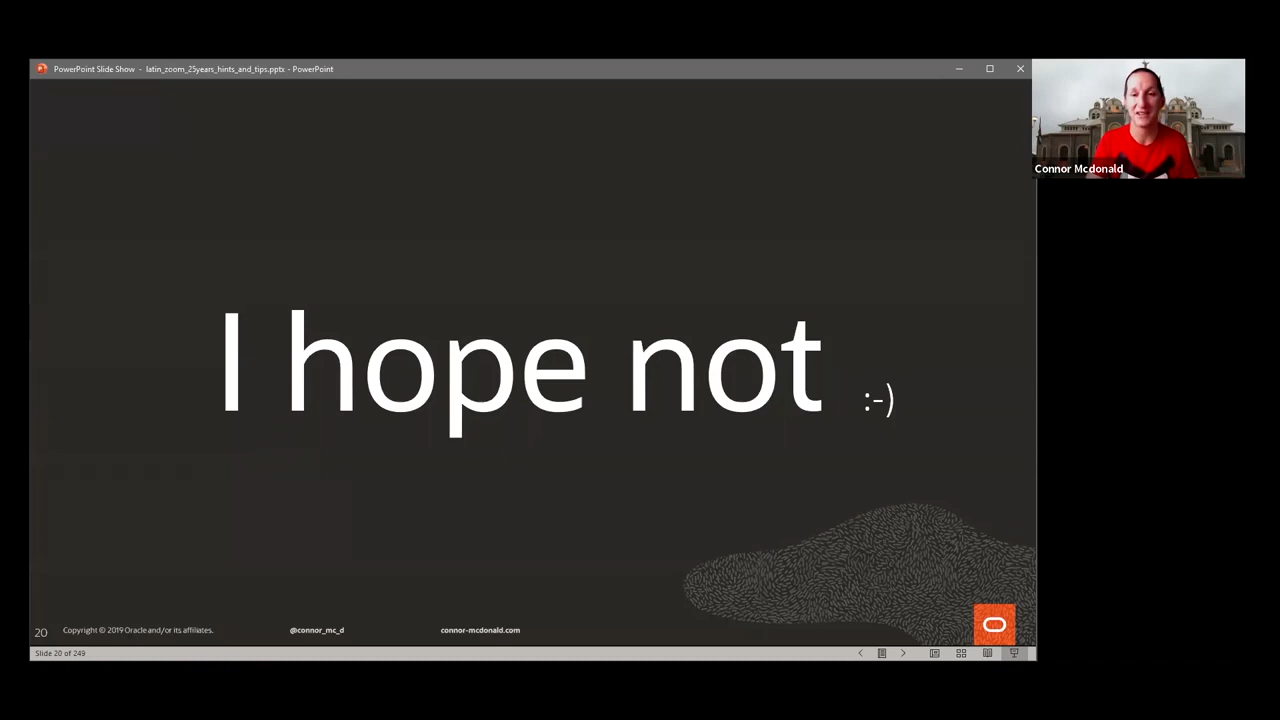 PowerPoint Slide Show - latin_zoom_25years_hints_and_tips.pptx - PowerPoint
Connor Mcdonald
I hope not :-)
20 Copyright © 2019 Oracle and/or its affiliates. @connor_mc_d connor-mcdonald.com
Slide 20 of 249